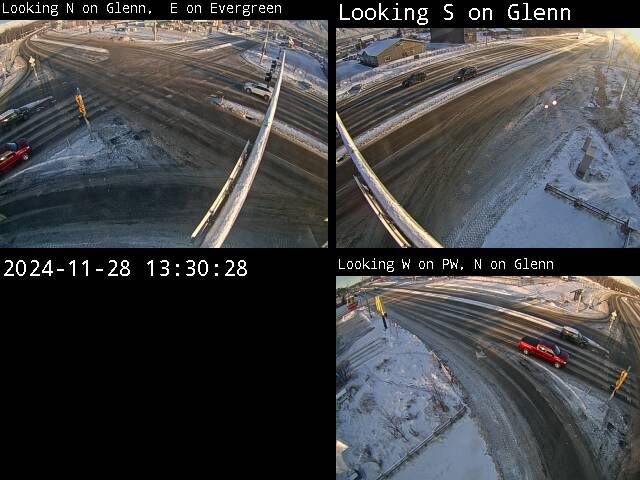 Looking N on Glenn, E on Evergreen
Looking S on Glenn
2024-11-28 13:30:28
Looking W on PW, N on Glenn